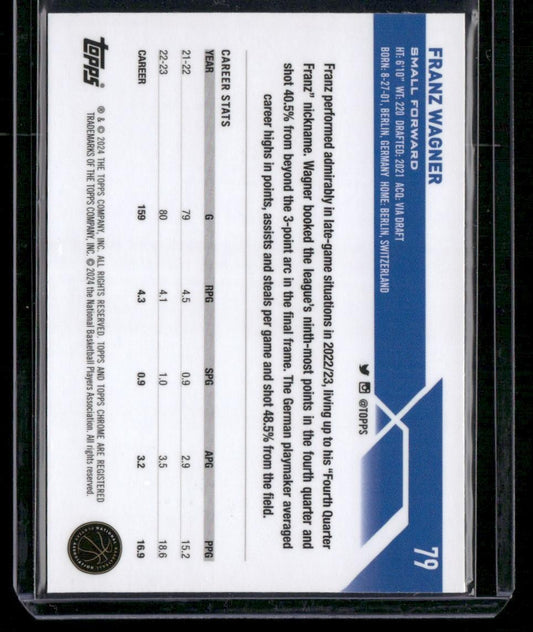 FRANZ WAGNER
79
SMALL FORWARD
HT: 6'10" WT: 220 DRAFTED: 2021 ACQ: VIA DRAFT
BORN: 8-27-01, BERLIN, GERMANY HOME: BERLIN, SWITZERLAND
@TOPPS
Franz performed admirably in late-game situations in 2022/23, living up to his "Fourth Quarter
Franz" nickname. Wagner booked the league's ninth-most points in the fourth quarter and
shot 40.5% from beyond the 3-point arc in the final frame. The German playmaker averaged
career highs in points, assists and steals per game and shot 48.5% from the field.
CAREER STATS
YEAR G RPG SPG APG PPG
21-22 79 4.5 0.9 2.9 15.2
22-23 80 4.1 1.0 3.5 18.6
CAREER 159 4.3 0.9 3.2 16.9
topps
® & © 2024 THE TOPPS COMPANY, INC. ALL RIGHTS RESERVED. TOPPS AND TOPPS CHROME ARE REGISTERED
TRADEMARKS OF THE TOPPS COMPANY, INC. © 2024 the National Basketball Players Association. All rights reserved.